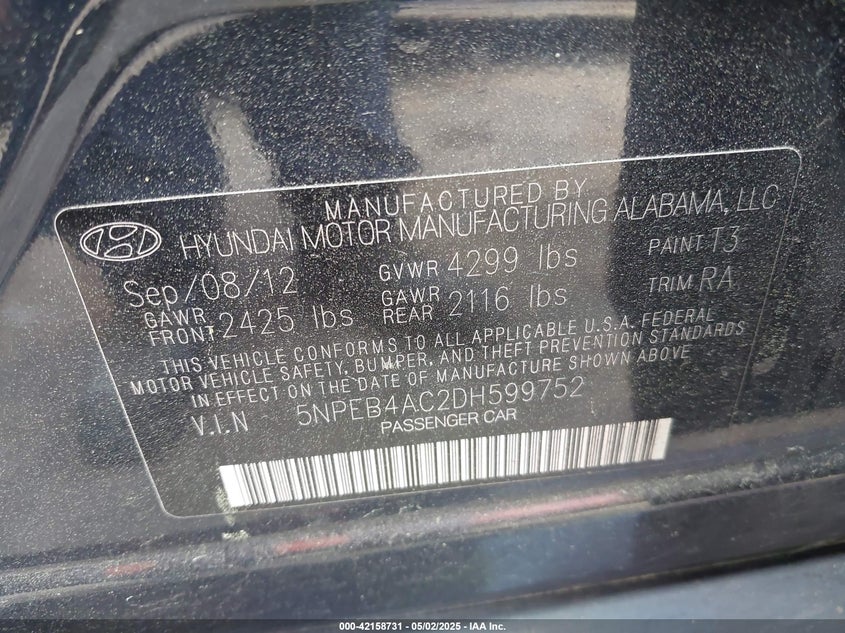 MANUFACTURED BY
HYUNDAI MOTOR MANUFACTURING ALABAMA, LLC
Sep/08/12 GVWR 4299 lbs PAINT T3
GAWR FRONT 2425 lbs GAWR REAR 2116 lbs TRIM RA
THIS VEHICLE CONFORMS TO ALL APPLICABLE U.S.A. FEDERAL
MOTOR VEHICLE SAFETY, BUMPER, AND THEFT PREVENTION STANDARDS
IN EFFECT ON THE DATE OF MANUFACTURE SHOWN ABOVE
V.I.N 5NPEB4AC2DH599752
PASSENGER CAR
000-42158731 - 05/02/2025 - IAA Inc.